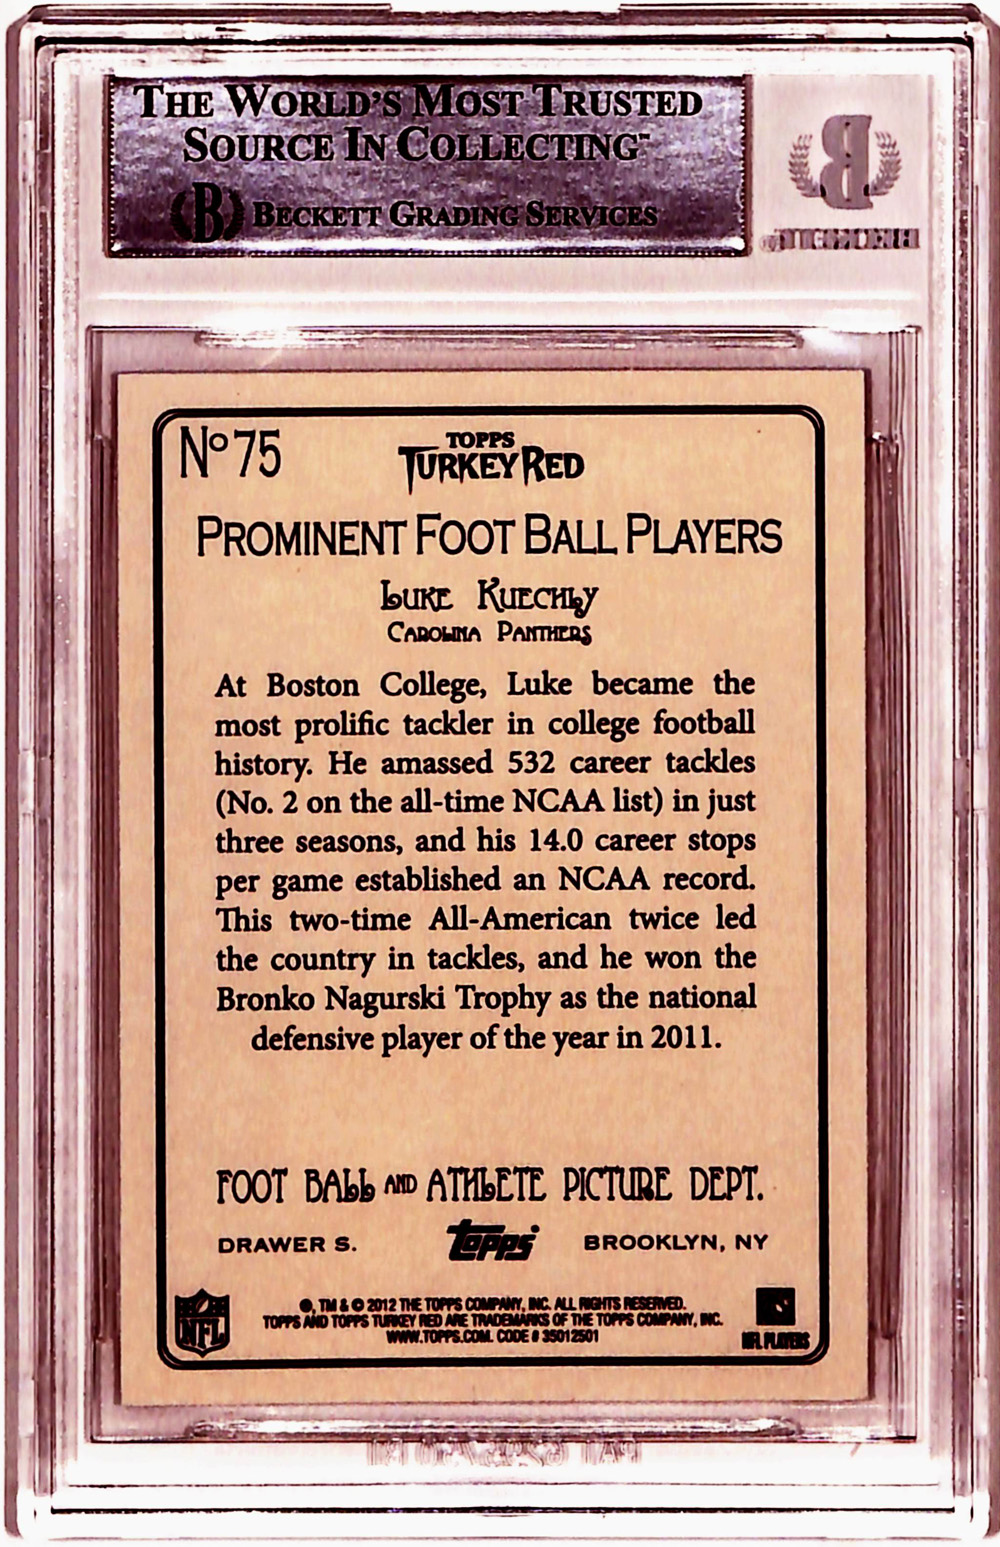 THE WORLD'S MOST TRUSTED
SOURCE IN COLLECTING™
B BECKETT GRADING SERVICES
B
BECKETT
Nº 75
TOPPS
TURKEY RED
PROMINENT FOOT BALL PLAYERS
LUKE KUECHLY
CAROLINA PANTHERS
At Boston College, Luke became the
most prolific tackler in college football
history. He amassed 532 career tackles
(No. 2 on the all-time NCAA list) in just
three seasons, and his 14.0 career stops
per game established an NCAA record.
This two-time All-American twice led
the country in tackles, and he won the
Bronko Nagurski Trophy as the national
defensive player of the year in 2011.
FOOT BALL AND ATHLETE PICTURE DEPT.
DRAWER S. topps BROOKLYN, NY
NFL
®, TM & © 2012 THE TOPPS COMPANY, INC. ALL RIGHTS RESERVED.
TOPPS AND TOPPS TURKEY RED ARE TRADEMARKS OF THE TOPPS COMPANY, INC.
WWW.TOPPS.COM. CODE # 35012501
NFL PLAYERS